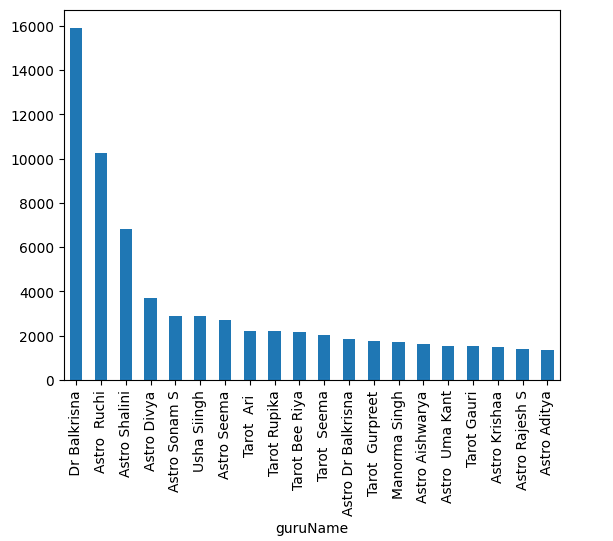 16000
14000
12000
10000
8000
6000
4000
2000
0
Dr Balkrisna
Astro  Ruchi
Astro Shalini
Astro Divya
Astro Sonam S
Usha Siingh
Astro Seema
Tarot  Ari
Tarot Rupika
Tarot Bee Riya
Tarot  Seema
Astro Dr Balkrisna
Tarot  Gurpreet
Manorma Singh
Astro Aishwarya
Astro  Uma Kant
Tarot Gauri
Astro Krishaa
Astro Rajesh S
Astro Aditya
guruName